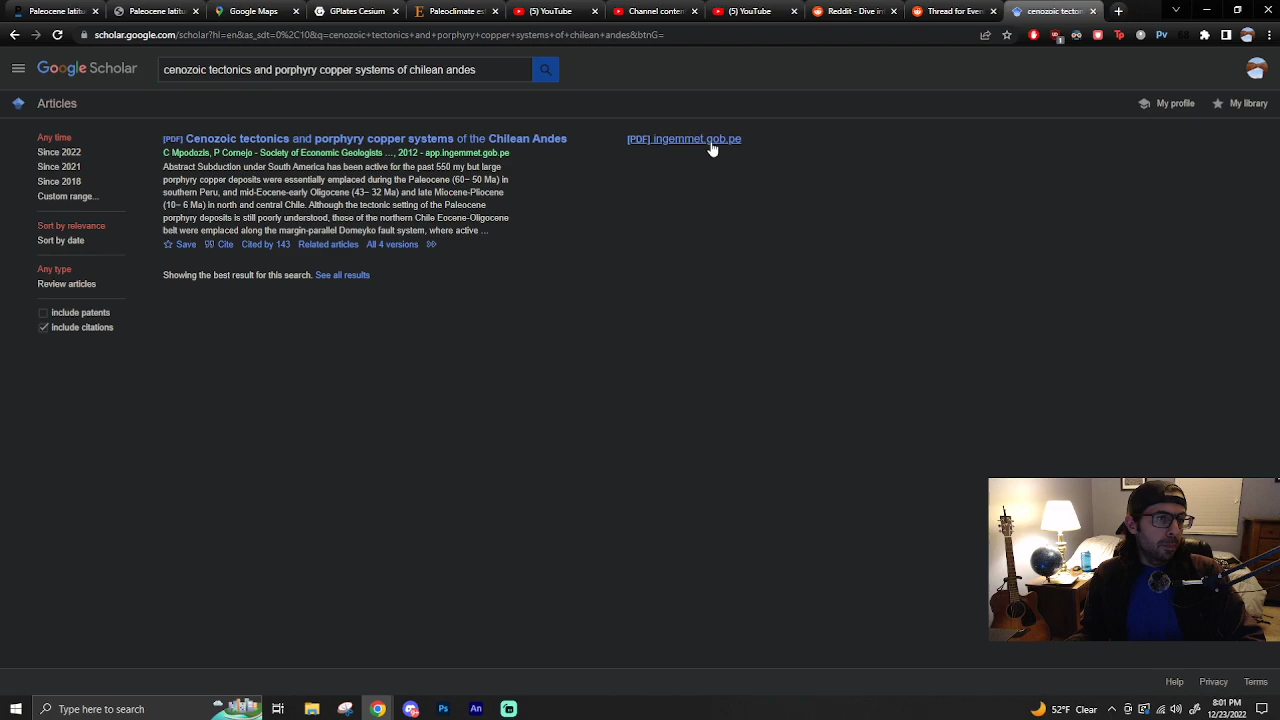 Paleocene latitu
Paleocene latitu
Google Maps
GPlates Cesium
Paleoclimate es
(5) YouTube
Channel conten
(5) YouTube
Reddit - Dive in
Thread for Even
cenozoic tecton
scholar.google.com/scholar?hl=en&as_sdt=0%2C10&q=cenozoic+tectonics+and+porphyry+copper+systems+of+chilean+andes&btnG=
Google Scholar
cenozoic tectonics and porphyry copper systems of chilean andes
Articles
My profile
My library
Any time
Since 2022
Since 2021
Since 2018
Custom range...
Sort by relevance
Sort by date
Any type
Review articles
include patents
include citations
[PDF] Cenozoic tectonics and porphyry copper systems of the Chilean Andes
C Mpodozis, P Cornejo - Society of Economic Geologists ..., 2012 - app.ingemmet.gob.pe
Abstract Subduction under South America has been active for the past 550 my but large
porphyry copper deposits were essentially emplaced during the Paleocene (60– 50 Ma) in
southern Peru, and mid-Eocene-early Oligocene (43– 32 Ma) and late Miocene-Pliocene
(10– 6 Ma) in north and central Chile. Although the tectonic setting of the Paleocene
porphyry deposits is still poorly understood, those of the northern Chile Eocene-Oligocene
belt were emplaced along the margin-parallel Domeyko fault system, where active ...
Save Cite Cited by 143 Related articles All 4 versions
[PDF] ingemmet.gob.pe
Showing the best result for this search. See all results
Help Privacy Terms
Type here to search
52°F Clear
8:01 PM
12/23/2022